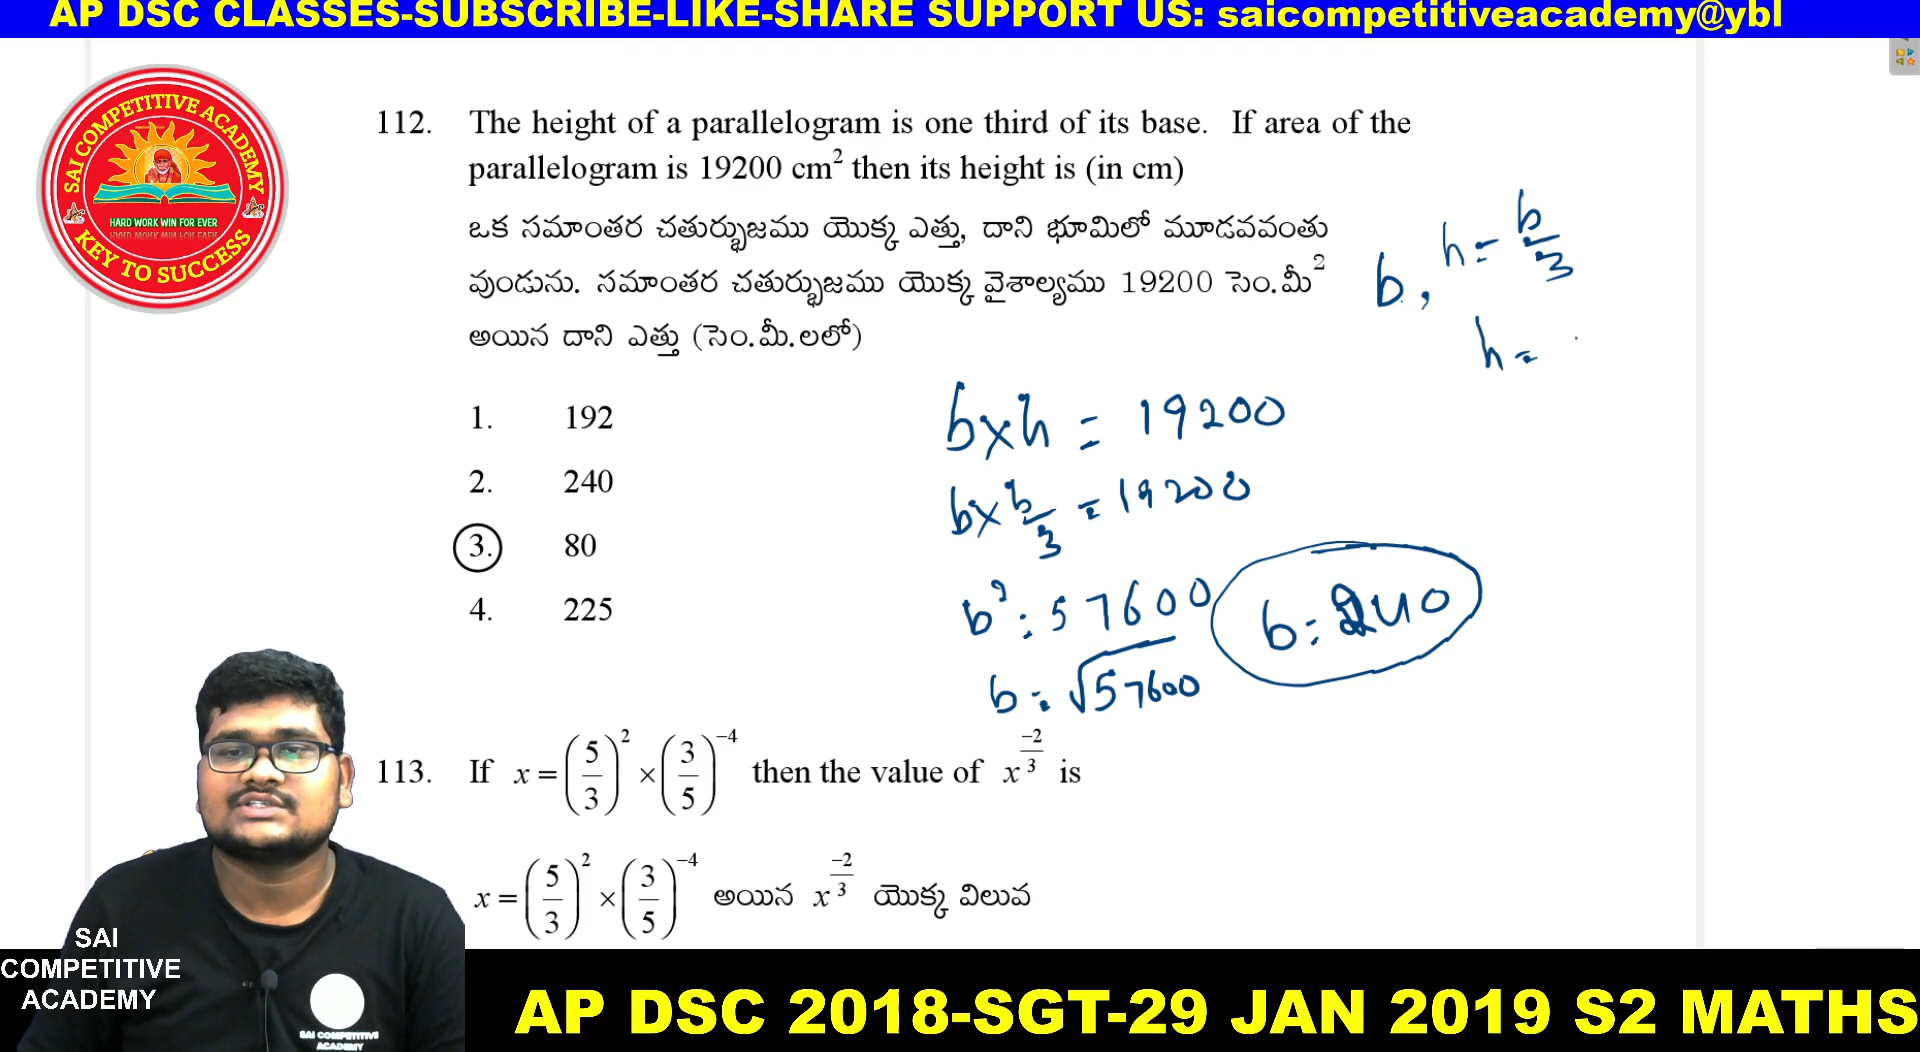 AP DSC CLASSES-SUBSCRIBE-LIKE-SHARE SUPPORT US: saicompetitiveacademy@ybl
SAI COMPETITIVE ACADEMY
HARD WORK WIN FOR EVER
KEY TO SUCCESS
112. The height of a parallelogram is one third of its base. If area of the
parallelogram is 19200 cm² then its height is (in cm)
ఒక సమాంతర చతుర్భుజము యొక్క ఎత్తు, దాని భూమిలో మూడవవంతు
వుండును. సమాంతర చతుర్భుజము యొక్క వైశాల్యము 19200 సెం.మీ²
అయిన దాని ఎత్తు (సెం.మీ.లలో)
b, h = b/3
h =
1. 192
2. 240
3. 80
4. 225
b×h = 19200
b×b/3 = 19200
b² = 57600
b = √57600
b = 240
113. If x = (5/3)² × (3/5)⁻⁴ then the value of x^(-2/3) is
x = (5/3)² × (3/5)⁻⁴ అయిన x^(-2/3) యొక్క విలువ
SAI
COMPETITIVE
ACADEMY
SAI COMPETITIVE
ACADEMY
AP DSC 2018-SGT-29 JAN 2019 S2 MATHS